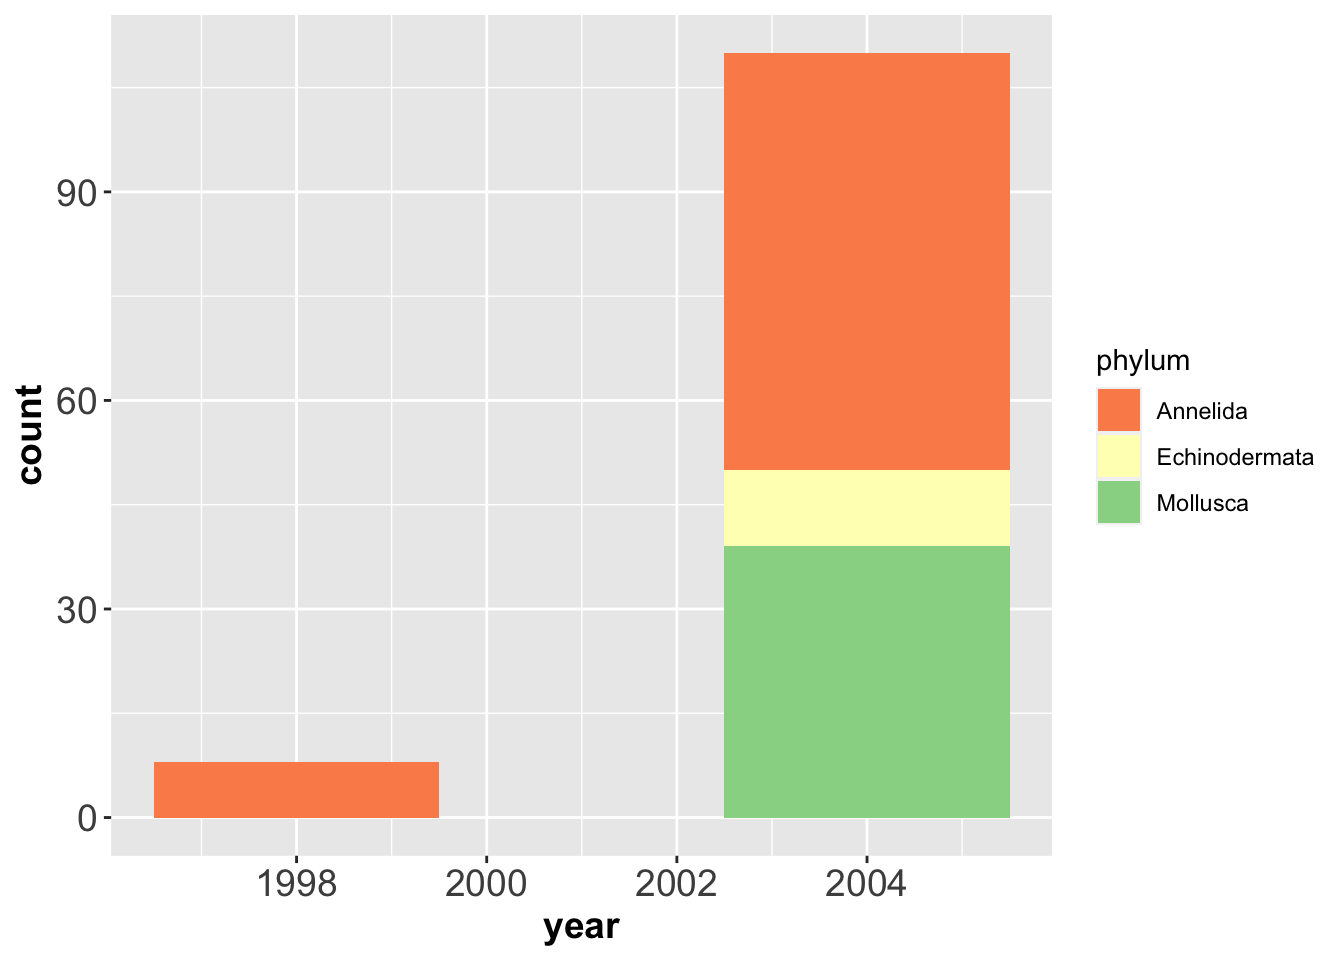 90
60
30
0
count
1998 2000 2002 2004
year
phylum
Annelida
Echinodermata
Mollusca